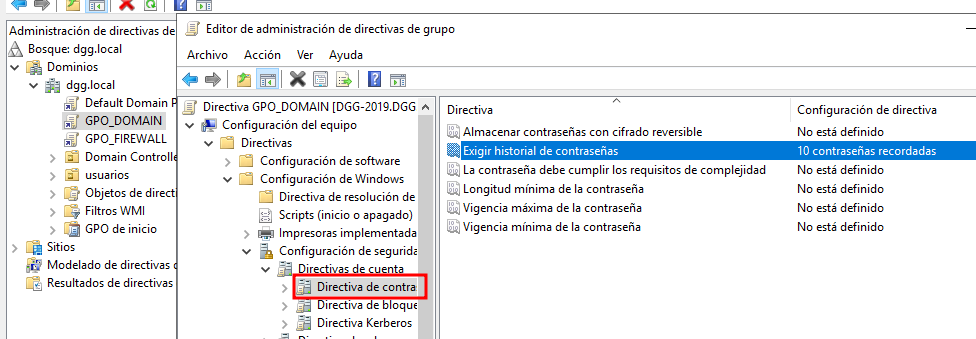 Administración de directivas de
Bosque: dgg.local
Dominios
dgg.local
Default Domain P
GPO_DOMAIN
GPO_FIREWALL
Domain Controlle
usuarios
Objetos de directi
Filtros WMI
GPO de inicio
Sitios
Modelado de directivas d
Resultados de directivas
Editor de administración de directivas de grupo
Archivo Acción Ver Ayuda
Directiva GPO_DOMAIN [DGG-2019.DGG
Configuración del equipo
Directivas
Configuración de software
Configuración de Windows
Directiva de resolución de
Scripts (inicio o apagado)
Impresoras implementada
Configuración de segurida
Directivas de cuenta
Directiva de contra
Directiva de bloque
Directiva Kerberos
Directiva Configuración de directiva
Almacenar contraseñas con cifrado reversible No está definido
Exigir historial de contraseñas 10 contraseñas recordadas
La contraseña debe cumplir los requisitos de complejidad No está definido
Longitud mínima de la contraseña No está definido
Vigencia máxima de la contraseña No está definido
Vigencia mínima de la contraseña No está definido